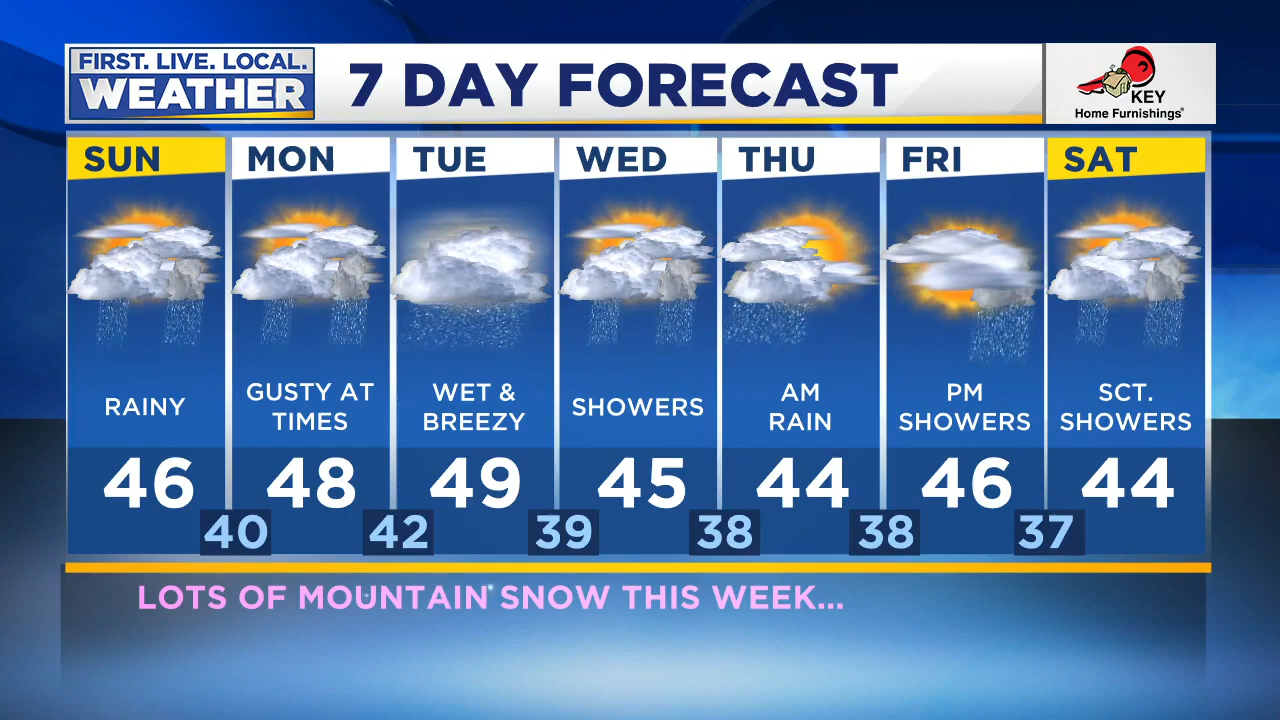 FIRST. LIVE. LOCAL.
WEATHER
7 DAY FORECAST
KEY
Home Furnishings®
SUN MON TUE WED THU FRI SAT
RAINY
GUSTY AT
TIMES
WET &
BREEZY
SHOWERS
AM
RAIN
PM
SHOWERS
SCT.
SHOWERS
46 48 49 45 44 46 44
40 42 39 38 38 37
LOTS OF MOUNTAIN SNOW THIS WEEK...